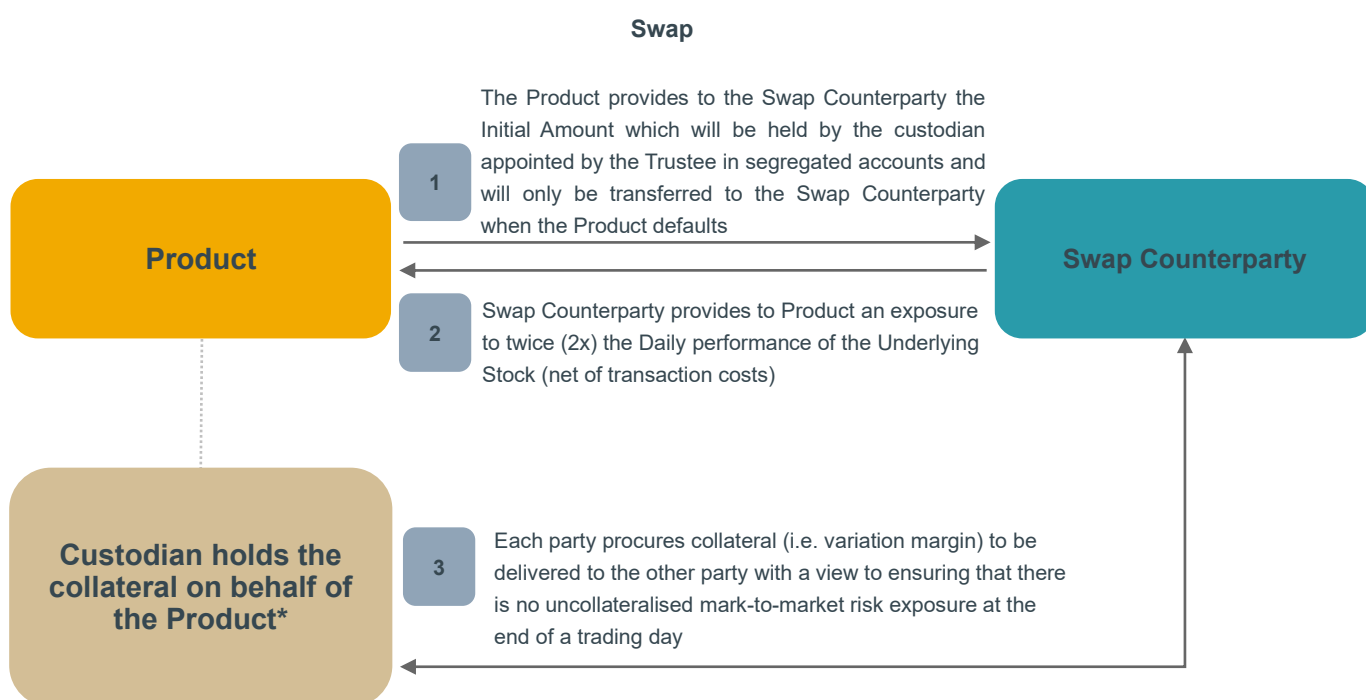 Swap
The Product provides to the Swap Counterparty the
Initial Amount which will be held by the custodian
appointed by the Trustee in segregated accounts and
will only be transferred to the Swap Counterparty
when the Product defaults
1
Product
Swap Counterparty
2
Swap Counterparty provides to Product an exposure
to twice (2x) the Daily performance of the Underlying
Stock (net of transaction costs)
Custodian holds the
collateral on behalf of
the Product*
3
Each party procures collateral (i.e. variation margin) to be
delivered to the other party with a view to ensuring that there
is no uncollateralised mark-to-market risk exposure at the
end of a trading day